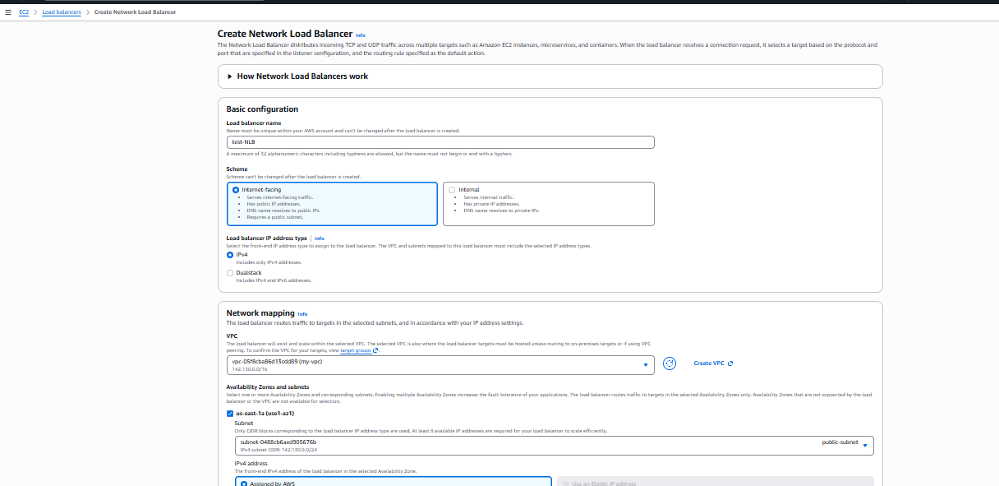 EC2 > Load balancers > Create Network Load Balancer
Create Network Load Balancer Info
The Network Load Balancer distributes incoming TCP and UDP traffic across multiple targets such as Amazon EC2 instances, microservices, and containers. When the load balancer receives a connection request, it selects a target based on the protocol and
port that are specified in the listener configuration, and the routing rule specified as the default action.
How Network Load Balancers work
Basic configuration
Load balancer name
Name must be unique within your AWS account and can't be changed after the load balancer is created.
test-NLB
A maximum of 32 alphanumeric characters including hyphens are allowed, but the name must not begin or end with a hyphen.
Scheme
Scheme can't be changed after the load balancer is created.
Internet-facing
• Serves internet-facing traffic.
• Has public IP addresses.
• DNS name resolves to public IPs.
• Requires a public subnet.
Internal
• Serves internal traffic.
• Has private IP addresses.
• DNS name resolves to private IPs.
Load balancer IP address type | Info
Select the front-end IP address type to assign to the load balancer. The VPC and subnets mapped to this load balancer must include the selected IP address types.
IPv4
Includes only IPv4 addresses.
Dualstack
Includes IPv4 and IPv6 addresses.
Network mapping Info
The load balancer routes traffic to targets in the selected subnets, and in accordance with your IP address settings.
VPC
The load balancer will exist and scale within the selected VPC. The selected VPC is also where the load balancer targets must be hosted unless routing to on-premises targets or if using VPC
peering. To confirm the VPC for your targets, view target groups.
vpc-05f8cba86d13cdd89 (my-vpc)
142.130.0.0/16
Create VPC
Availability Zones and subnets
Select one or more Availability Zones and corresponding subnets. Enabling multiple Availability Zones increases the fault tolerance of your applications. The load balancer routes traffic to targets in the selected Availability Zones only. Availability Zones that are not supported by the load
balancer or the VPC are not available for selection.
us-east-1a (use1-az1)
Subnet
Only CIDR blocks corresponding to the load balancer IP address type are used. At least 8 available IP addresses are required for your load balancer to scale efficiently.
subnet-0488cb6aed905676b public-subnet
IPv4 subnet CIDR: 142.130.0.0/24
IPv4 address
The front-end IPv4 address of the load balancer in the selected Availability Zone.
Assigned by AWS
Use an Elastic IP address